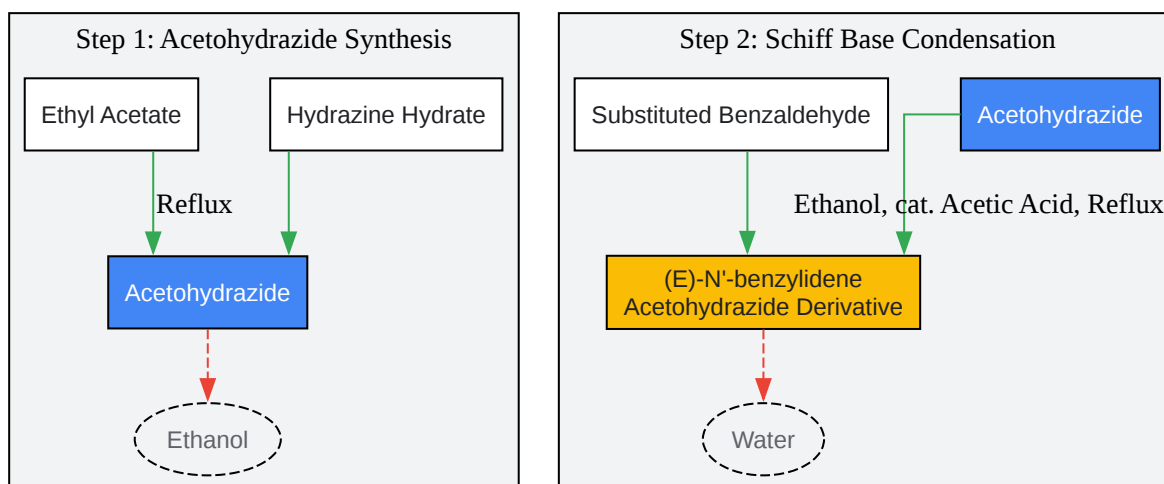 Step 1: Acetohydrazide Synthesis
Ethyl Acetate
Hydrazine Hydrate
Reflux
Acetohydrazide
Ethanol
Step 2: Schiff Base Condensation
Substituted Benzaldehyde
Acetohydrazide
Ethanol, cat. Acetic Acid, Reflux
(E)-N'-benzylidene
Acetohydrazide Derivative
Water